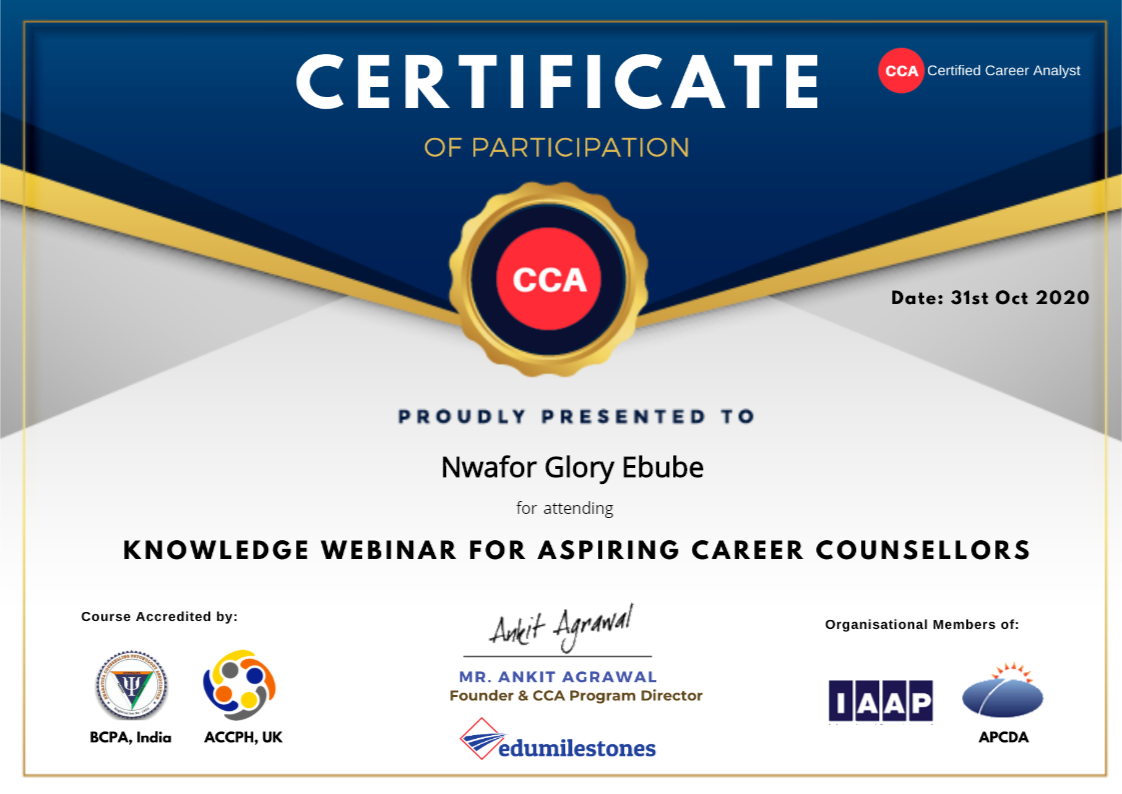 CERTIFICATE
CCA Certified Career Analyst
OF PARTICIPATION
CCA
Date: 31st Oct 2020
PROUDLY PRESENTED TO
Nwafor Glory Ebube
for attending
KNOWLEDGE WEBINAR FOR ASPIRING CAREER COUNSELLORS
Course Accredited by:
BCPA, India
ACCPH, UK
Ankit Agrawal
MR. ANKIT AGRAWAL
Founder & CCA Program Director
edumilestones
Organisational Members of:
IAAP
APCDA